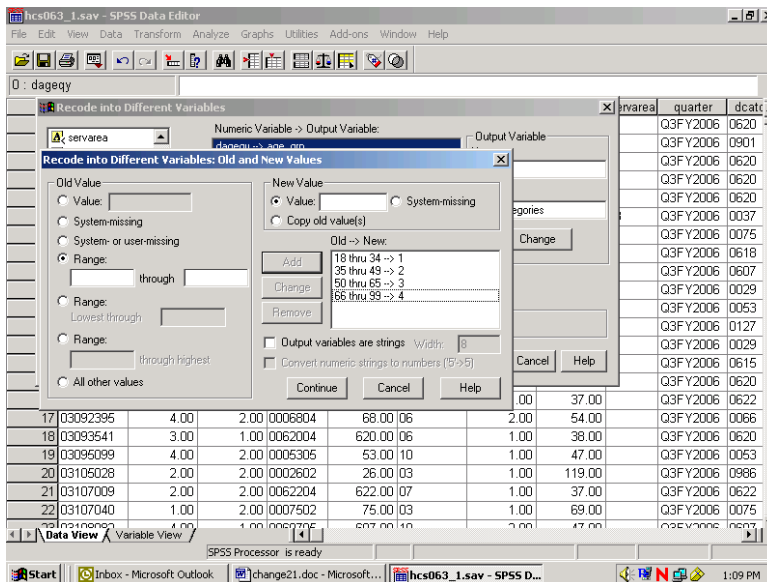 hcs063_1.sav - SPSS Data Editor
File Edit View Data Transform Analyze Graphs Utilities Add-ons Window Help
0 : dageqy
Recode into Different Variables
servarea quarter
Q3FY2006 0620
Q3FY2006 0901
Q3FY2006 0620
Q3FY2006 0620
Q3FY2006 0620
Q3FY2006 0037
Q3FY2006 0075
Q3FY2006 0618
Q3FY2006 0607
Q3FY2006 0029
Q3FY2006 0053
Q3FY2006 0127
Q3FY2006 0029
Q3FY2006 0615
Q3FY2006 0620
Numeric Variable -> Output Variable:
Output Variable
Change
Cancel Help
Recode into Different Variables: Old and New Values
Old Value
Value:
System-missing
System- or user-missing
Range:
through
Range:
Lowest through
Range:
through highest
All other values
New Value
Value: System-missing
Copy old value(s)
Old --> New:
Add
Change
Remove
18 thru 34 --> 1
35 thru 49 --> 2
50 thru 65 --> 3
66 thru 99 --> 4
Output variables are strings Width: 8
Convert numeric strings to numbers ('5'->5)
Continue Cancel Help
37.00 Q3FY2006 0622
17 03092395 4.00 2.00 0006804 68.00 06 2.00 54.00 Q3FY2006 0066
18 03093541 3.00 1.00 0062004 620.00 06 1.00 38.00 Q3FY2006 0620
19 03095099 4.00 2.00 0005305 53.00 10 1.00 47.00 Q3FY2006 0053
20 03105028 2.00 2.00 0002602 26.00 03 1.00 119.00 Q3FY2006 0986
21 03107009 2.00 2.00 0062204 622.00 07 1.00 37.00 Q3FY2006 0622
22 03107040 1.00 2.00 0007502 75.00 03 1.00 69.00 Q3FY2006 0075
Data View Variable View
SPSS Processor is ready
Start Inbox - Microsoft Outlook change21.doc - Microsoft... hcs063_1.sav - SPSS D... 1:09 PM